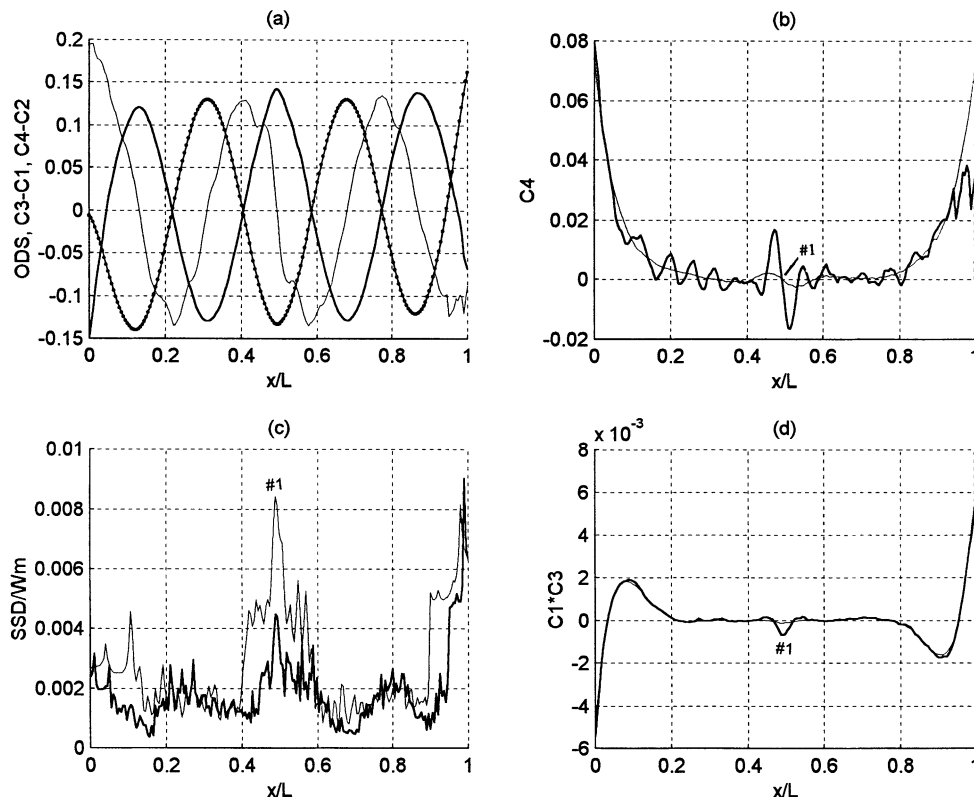 (a)
ODS, C3-C1, C4-C2
0.2
0.15
0.1
0.05
0
-0.05
-0.1
-0.15
0 0.2 0.4 0.6 0.8 1
x/L
(b)
C4
0.08
0.06
0.04
0.02
0
-0.02
#1
0 0.2 0.4 0.6 0.8 1
x/L
(c)
SSD/Wm
0.01
0.008
0.006
0.004
0.002
0
#1
0 0.2 0.4 0.6 0.8 1
x/L
(d)
x 10^-3
C1*C3
8
6
4
2
0
-2
-4
-6
#1
0 0.2 0.4 0.6 0.8 1
x/L